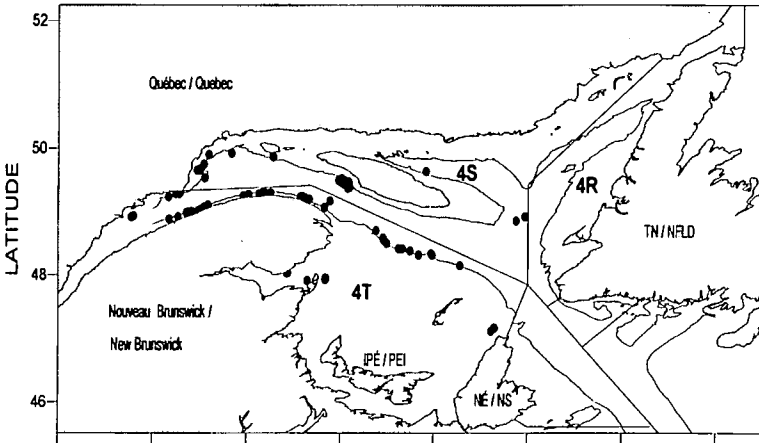 52
Québec / Quebec
50
4S
4R
LATITUDE
TN / NFLD
48
4T
Nouveau Brunswick /
New Brunswick
IPÉ / PEI
NÉ / NS
46